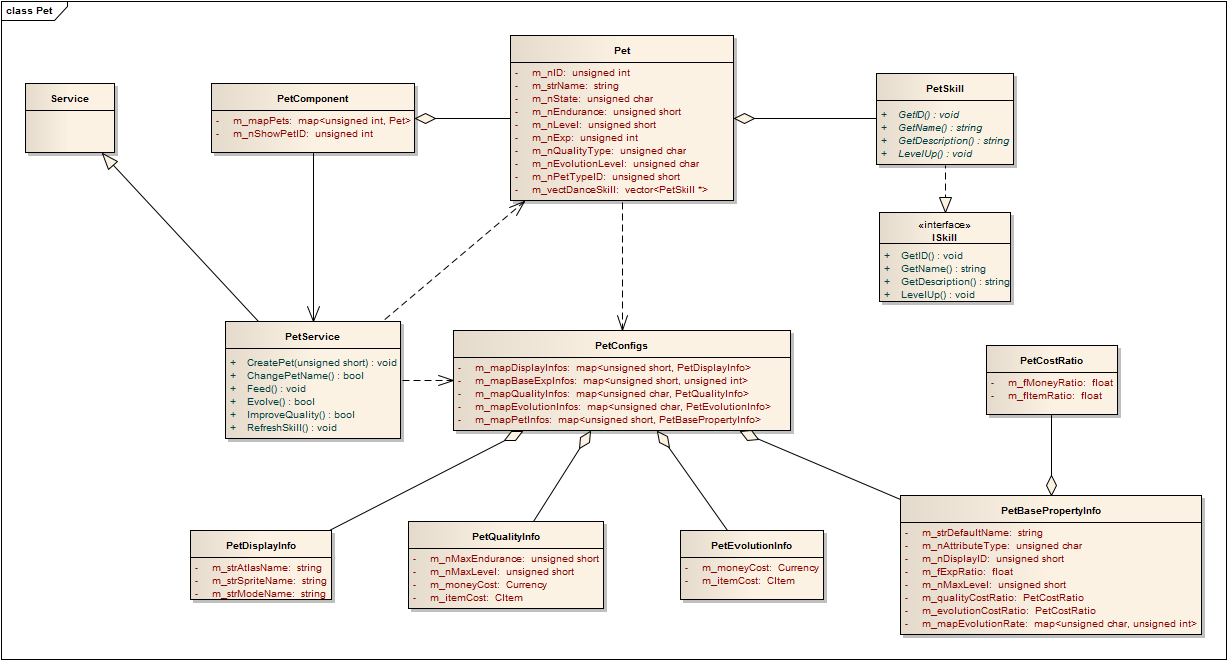 class Pet
Service
PetComponent
- m_mapPets: map<unsigned int, Pet>
- m_nShowPetID: unsigned int
Pet
- m_nID: unsigned int
- m_strName: string
- m_nState: unsigned char
- m_nEndurance: unsigned short
- m_nLevel: unsigned short
- m_nExp: unsigned int
- m_nQualityType: unsigned char
- m_nEvolutionLevel: unsigned char
- m_nPetTypeID: unsigned short
- m_vectDanceSkill: vector<PetSkill *>
PetSkill
+ GetID() : void
+ GetName() : string
+ GetDescription() : string
+ LevelUp() : void
«interface»
ISkill
+ GetID() : void
+ GetName() : string
+ GetDescription() : string
+ LevelUp() : void
PetService
+ CreatePet(unsigned short) : void
+ ChangePetName() : bool
+ Feed() : void
+ Evolve() : bool
+ ImproveQuality() : bool
+ RefreshSkill() : void
PetConfigs
- m_mapDisplayInfos: map<unsigned short, PetDisplayInfo>
- m_mapBaseExpInfos: map<unsigned short, unsigned int>
- m_mapQualityInfos: map<unsigned char, PetQualityInfo>
- m_mapEvolutionInfos: map<unsigned char, PetEvolutionInfo>
- m_mapPetInfos: map<unsigned short, PetBasePropertyInfo>
PetCostRatio
- m_fMoneyRatio: float
- m_fItemRatio: float
PetDisplayInfo
- m_strAtlasName: string
- m_strSpriteName: string
- m_strModeName: string
PetQualityInfo
- m_nMaxEndurance: unsigned short
- m_nMaxLevel: unsigned short
- m_moneyCost: Currency
- m_itemCost: CItem
PetEvolutionInfo
- m_moneyCost: Currency
- m_itemCost: CItem
PetBasePropertyInfo
- m_strDefaultName: string
- m_nAttributeType: unsigned char
- m_nDisplayID: unsigned short
- m_fExpRatio: float
- m_nMaxLevel: unsigned short
- m_qualityCostRatio: PetCostRatio
- m_evolutionCostRatio: PetCostRatio
- m_mapEvolutionRate: map<unsigned char, unsigned int>